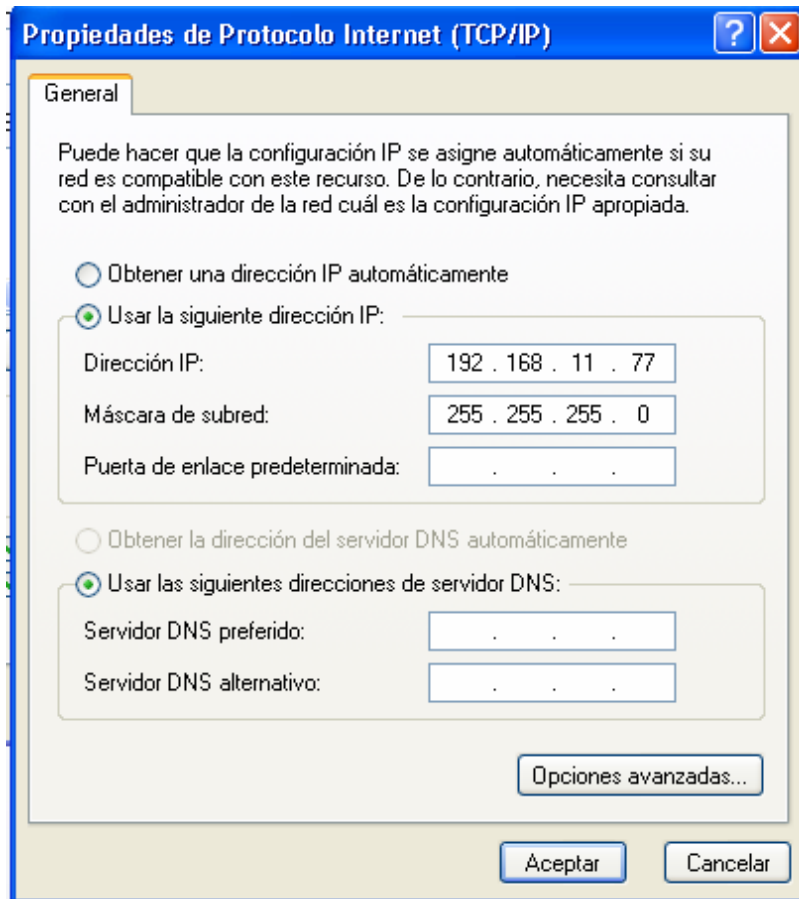 Propiedades de Protocolo Internet (TCP/IP)
General
Puede hacer que la configuración IP se asigne automáticamente si su
red es compatible con este recurso. De lo contrario, necesita consultar
con el administrador de la red cuál es la configuración IP apropiada.
Obtener una dirección IP automáticamente
Usar la siguiente dirección IP:
Dirección IP: 192 . 168 . 11 . 77
Máscara de subred: 255 . 255 . 255 . 0
Puerta de enlace predeterminada: . . .
Obtener la dirección del servidor DNS automáticamente
Usar las siguientes direcciones de servidor DNS:
Servidor DNS preferido: . . .
Servidor DNS alternativo: . . .
Opciones avanzadas...
Aceptar Cancelar